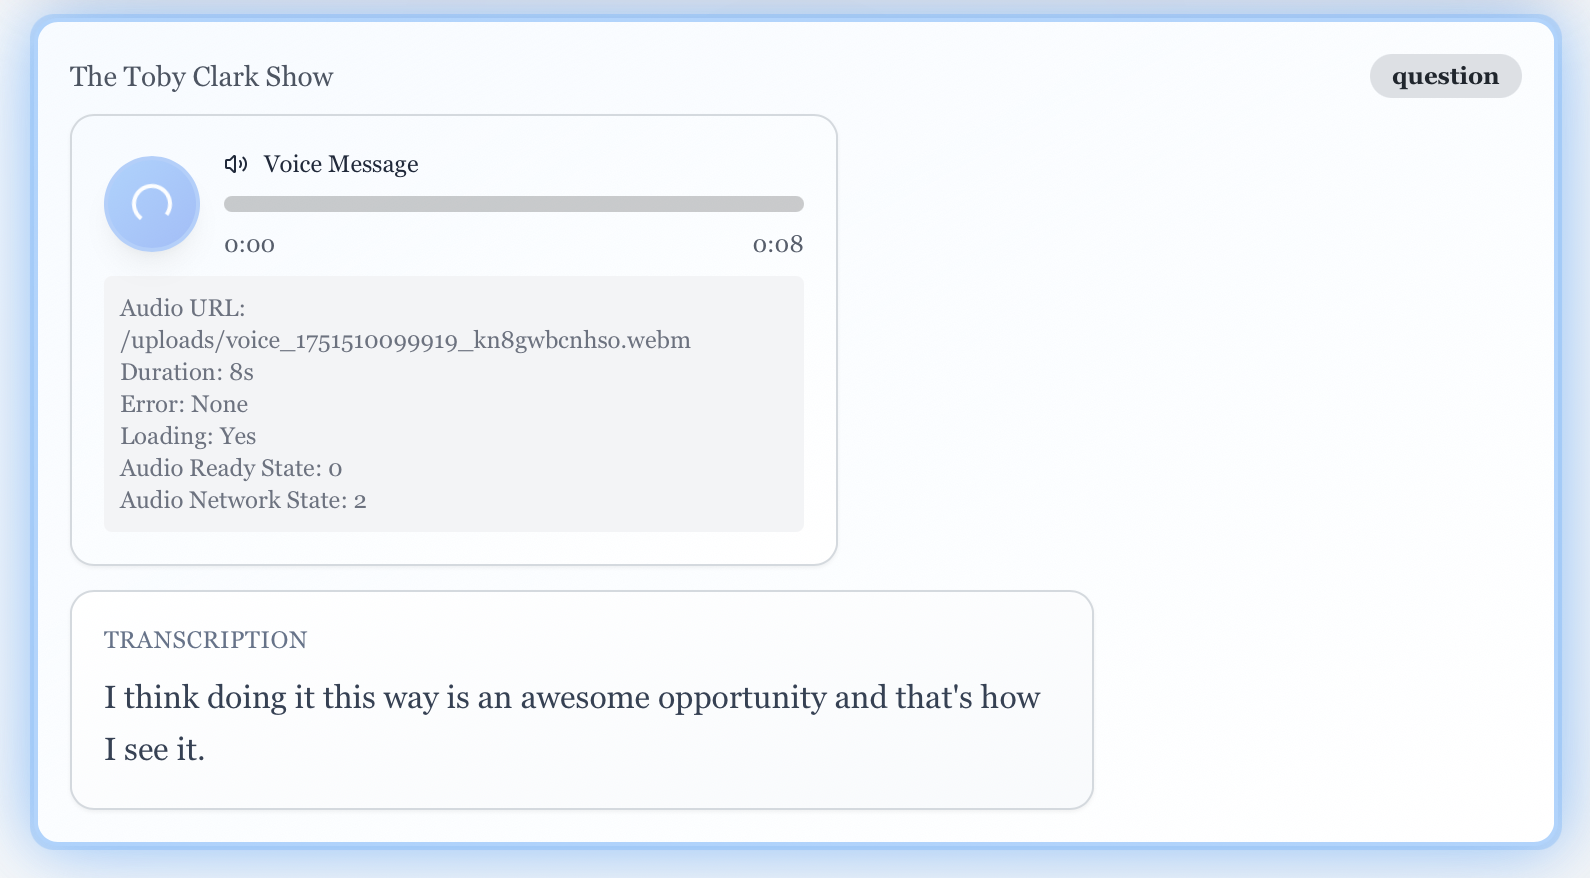 The Toby Clark Show
question
Voice Message
0:00
0:08
Audio URL:
/uploads/voice_1751510099919_kn8gwbcnhso.webm
Duration: 8s
Error: None
Loading: Yes
Audio Ready State: 0
Audio Network State: 2
TRANSCRIPTION
I think doing it this way is an awesome opportunity and that's how
I see it.